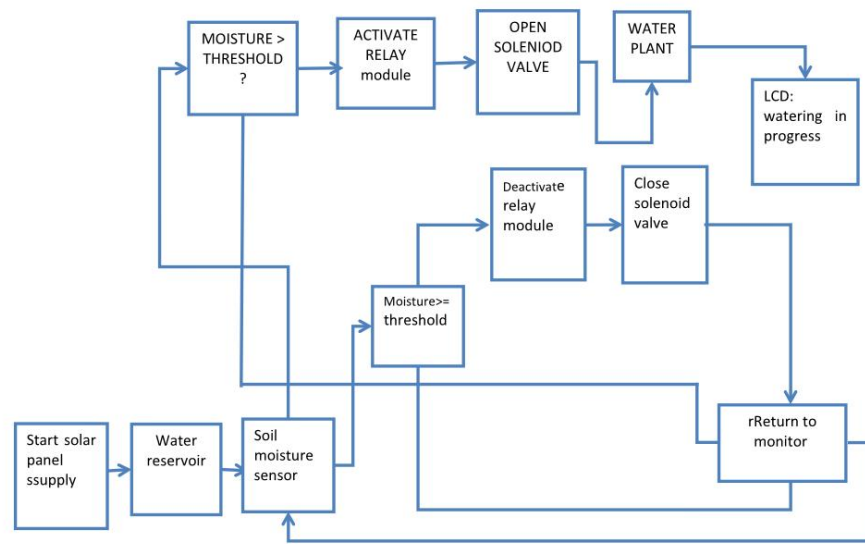 MOISTURE >
THRESHOLD
?
ACTIVATE
RELAY
module
OPEN
SOLENIOD
VALVE
WATER
PLANT
LCD:
watering in
progress
Deactivate
relay
module
Close
solenoid
valve
Moisture>=
threshold
Start solar
panel
ssupply
Water
reservoir
Soil
moisture
sensor
rReturn to
monitor